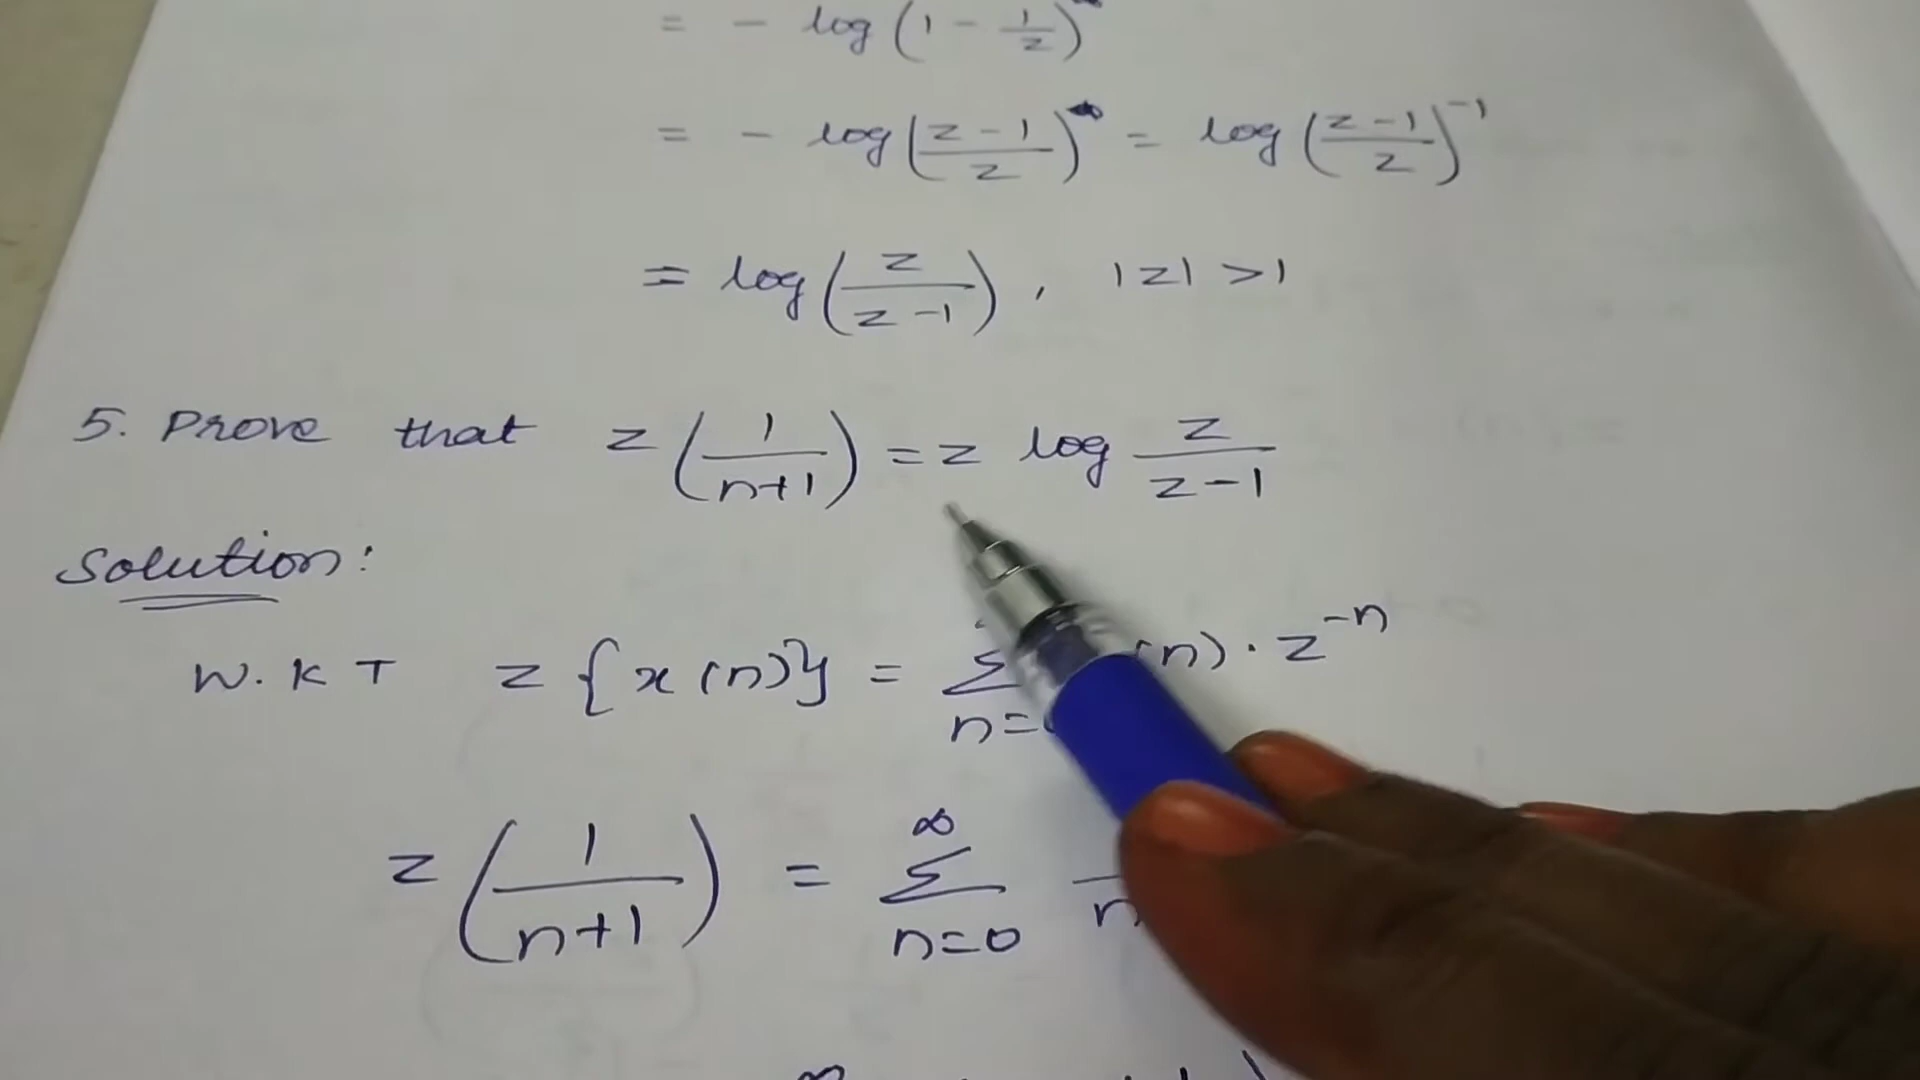 = - log (1 - 1/z)
= - log ((z-1)/z) = log ((z-1)/z)^-1
= log (z/(z-1)), |z| >1
5. Prove that z (1/(n+1)) = z log z/(z-1)
Solution:
W.K.T z {x(n)} = Σ n= (n) . z^-n
z (1/(n+1)) = Σ n=0 ∞ n